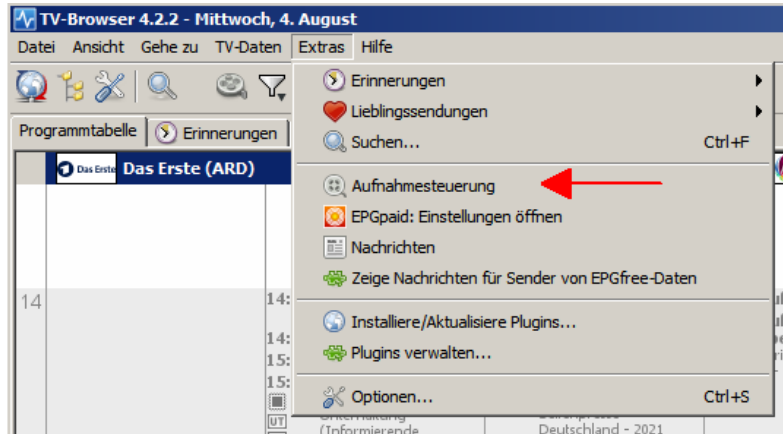 TV-Browser 4.2.2 - Mittwoch, 4. August
Datei Ansicht Gehe zu TV-Daten Extras Hilfe
Erinnerungen
Lieblingssendungen
Suchen... Ctrl+F
Aufnahmesteuerung
EPGpaid: Einstellungen öffnen
Nachrichten
Zeige Nachrichten für Sender von EPGfree-Daten
Installiere/Aktualisiere Plugins...
Plugins verwalten...
Optionen... Ctrl+S
Programmtabelle Erinnerungen
Das Erste Das Erste (ARD)
14 14:
14:
15:
15:
UT
(Informierende Deutschland - 2021